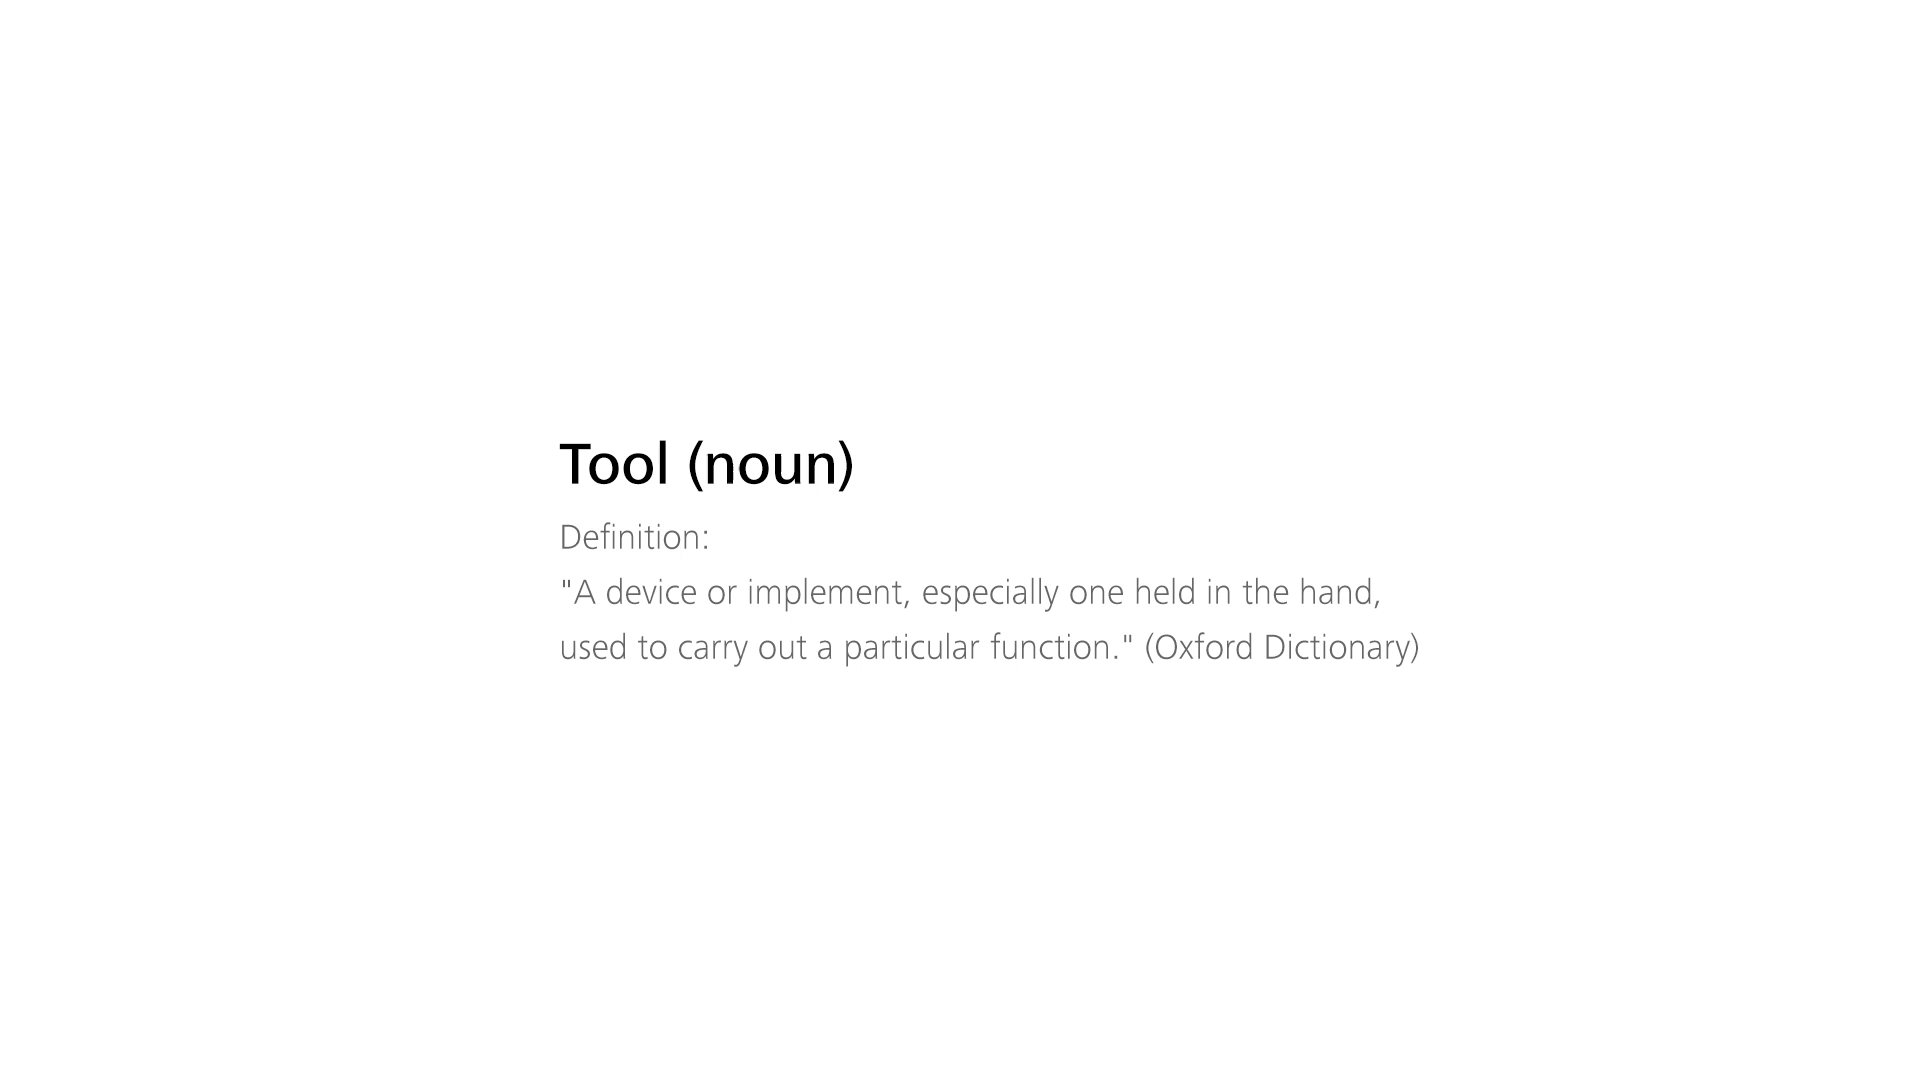 Tool (noun)
Definition:
"A device or implement, especially one held in the hand,
used to carry out a particular function." (Oxford Dictionary)